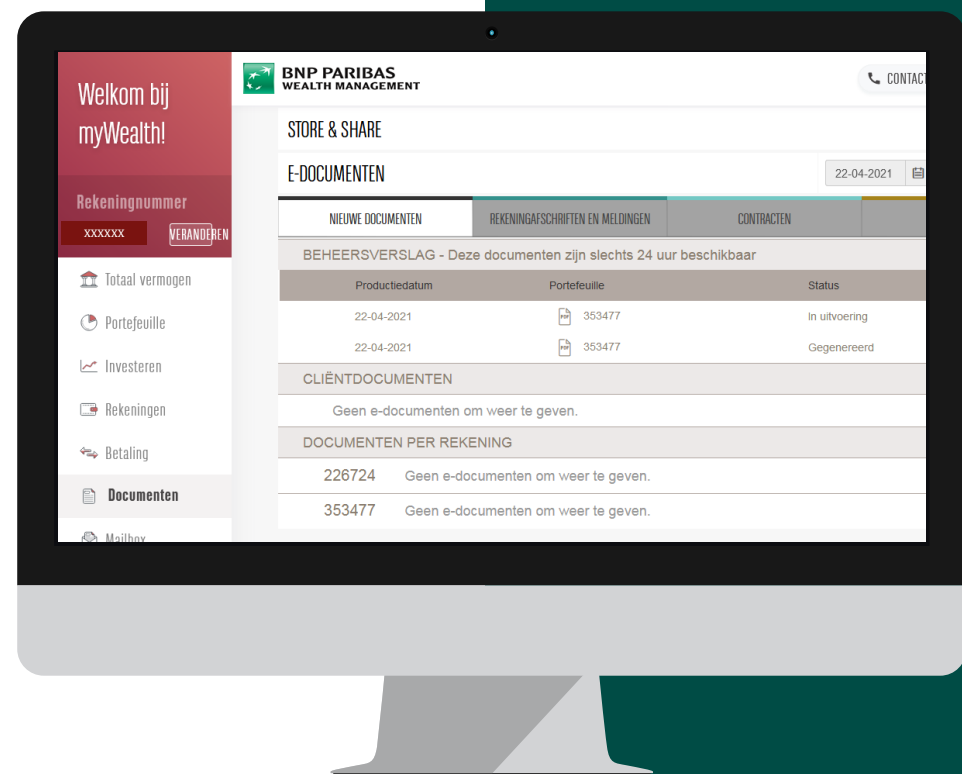 Welkom bij
myWealth!
Rekeningnummer
xxxxxx
VERANDEREN
Totaal vermogen
Portefeuille
Investeren
Rekeningen
Betaling
Documenten
Mailbox
BNP PARIBAS
WEALTH MANAGEMENT
CONTACT
STORE & SHARE
E-DOCUMENTEN
22-04-2021
NIEUWE DOCUMENTEN REKENINGAFSCHRIFTEN EN MELDINGEN CONTRACTEN
BEHEERSVERSLAG - Deze documenten zijn slechts 24 uur beschikbaar
Productiedatum Portefeuille Status
22-04-2021 PDF 353477 In uitvoering
22-04-2021 PDF 353477 Gegenereerd
CLIËNTDOCUMENTEN
Geen e-documenten om weer te geven.
DOCUMENTEN PER REKENING
226724 Geen e-documenten om weer te geven.
353477 Geen e-documenten om weer te geven.